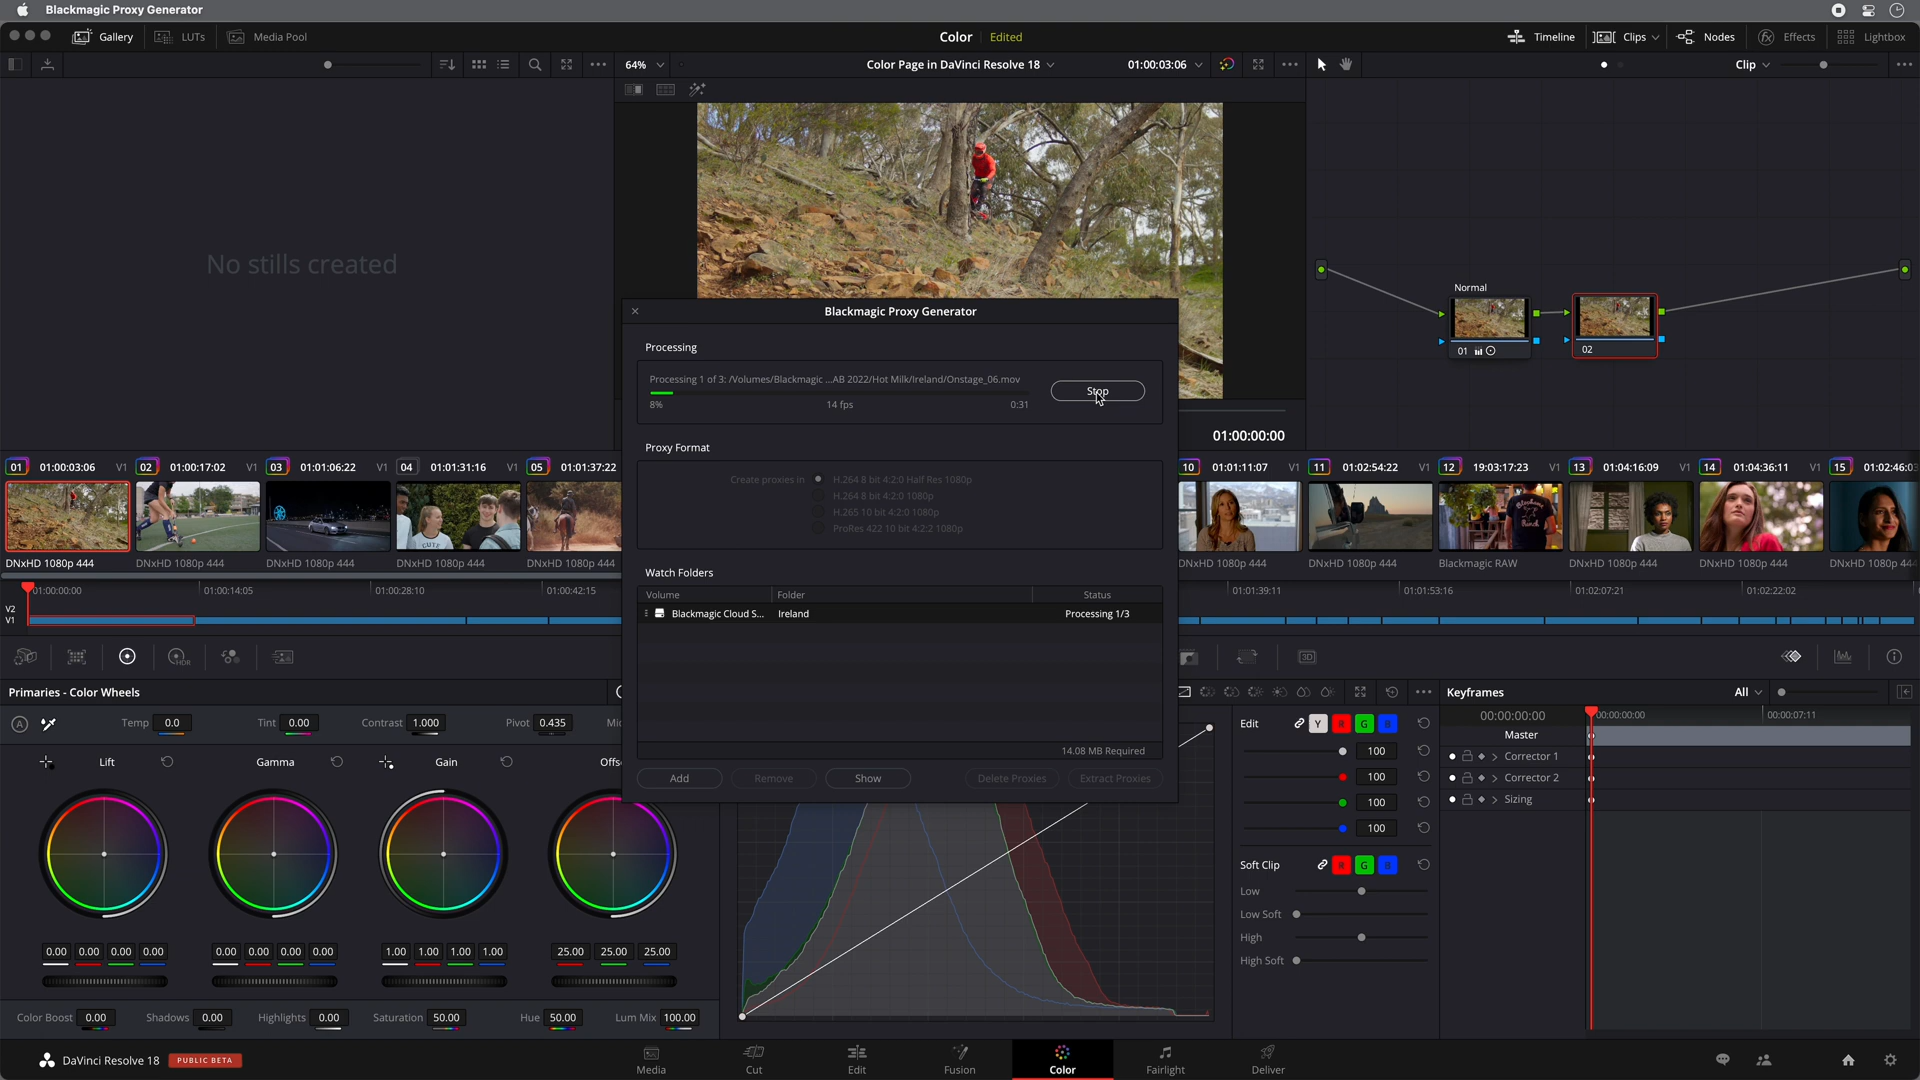 Blackmagic Proxy Generator
Gallery
LUTs
Media Pool
Color
Edited
Timeline
Clips
Nodes
Effects
Lightbox
64%
Color Page in DaVinci Resolve 18
01:00:03:06
Clip
No stills created
Normal
01
02
Blackmagic Proxy Generator
Processing
Processing 1 of 3: /Volumes/Blackmagic ...AB 2022/Hot Milk/Ireland/Onstage_06.mov
Stop
8%
14 fps
0:31
01:00:00:00
Proxy Format
Create proxies in
H.264 8 bit 4:2:0 Half Res 1080p
H.264 8 bit 4:2:0 1080p
H.265 10 bit 4:2:0 1080p
ProRes 422 10 bit 4:2:2 1080p
Watch Folders
Volume
Folder
Status
Blackmagic Cloud S...
Ireland
Processing 1/3
14.08 MB Required
Add
Remove
Show
Delete Proxies
Extract Proxies
01 01:00:03:06 V1
02 01:00:17:02 V1
03 01:01:06:22 V1
04 01:01:31:16 V1
05 01:01:37:22
10 01:01:11:07 V1
11 01:02:54:22 V1
12 19:03:17:23 V1
13 01:04:16:09 V1
14 01:04:36:11 V1
15 01:02:46:03
CUTE
DNxHD 1080p 444
DNxHD 1080p 444
DNxHD 1080p 444
DNxHD 1080p 444
DNxHD 1080p 444
DNxHD 1080p 444
DNxHD 1080p 444
Blackmagic RAW
DNxHD 1080p 444
DNxHD 1080p 444
DNxHD 1080p 444
01:00:00:00
01:00:14:05
01:00:28:10
01:00:42:15
01:01:39:11
01:01:53:16
01:02:07:21
01:02:22:02
V2
V1
HDR
3D
Primaries - Color Wheels
Keyframes
All
A
Temp 0.0
Tint 0.00
Contrast 1.000
Pivot 0.435
Lift
Gamma
Gain
0.00 0.00 0.00 0.00
0.00 0.00 0.00 0.00
1.00 1.00 1.00 1.00
25.00 25.00 25.00
Color Boost 0.00
Shadows 0.00
Highlights 0.00
Saturation 50.00
Hue 50.00
Lum Mix 100.00
Edit
Y
R
G
B
100
100
100
100
Soft Clip
R
G
B
Low
Low Soft
High
High Soft
00:00:00:00
00:00:00:00
00:00:07:11
Master
Corrector 1
Corrector 2
Sizing
DaVinci Resolve 18
PUBLIC BETA
Media
Cut
Edit
Fusion
Color
Fairlight
Deliver